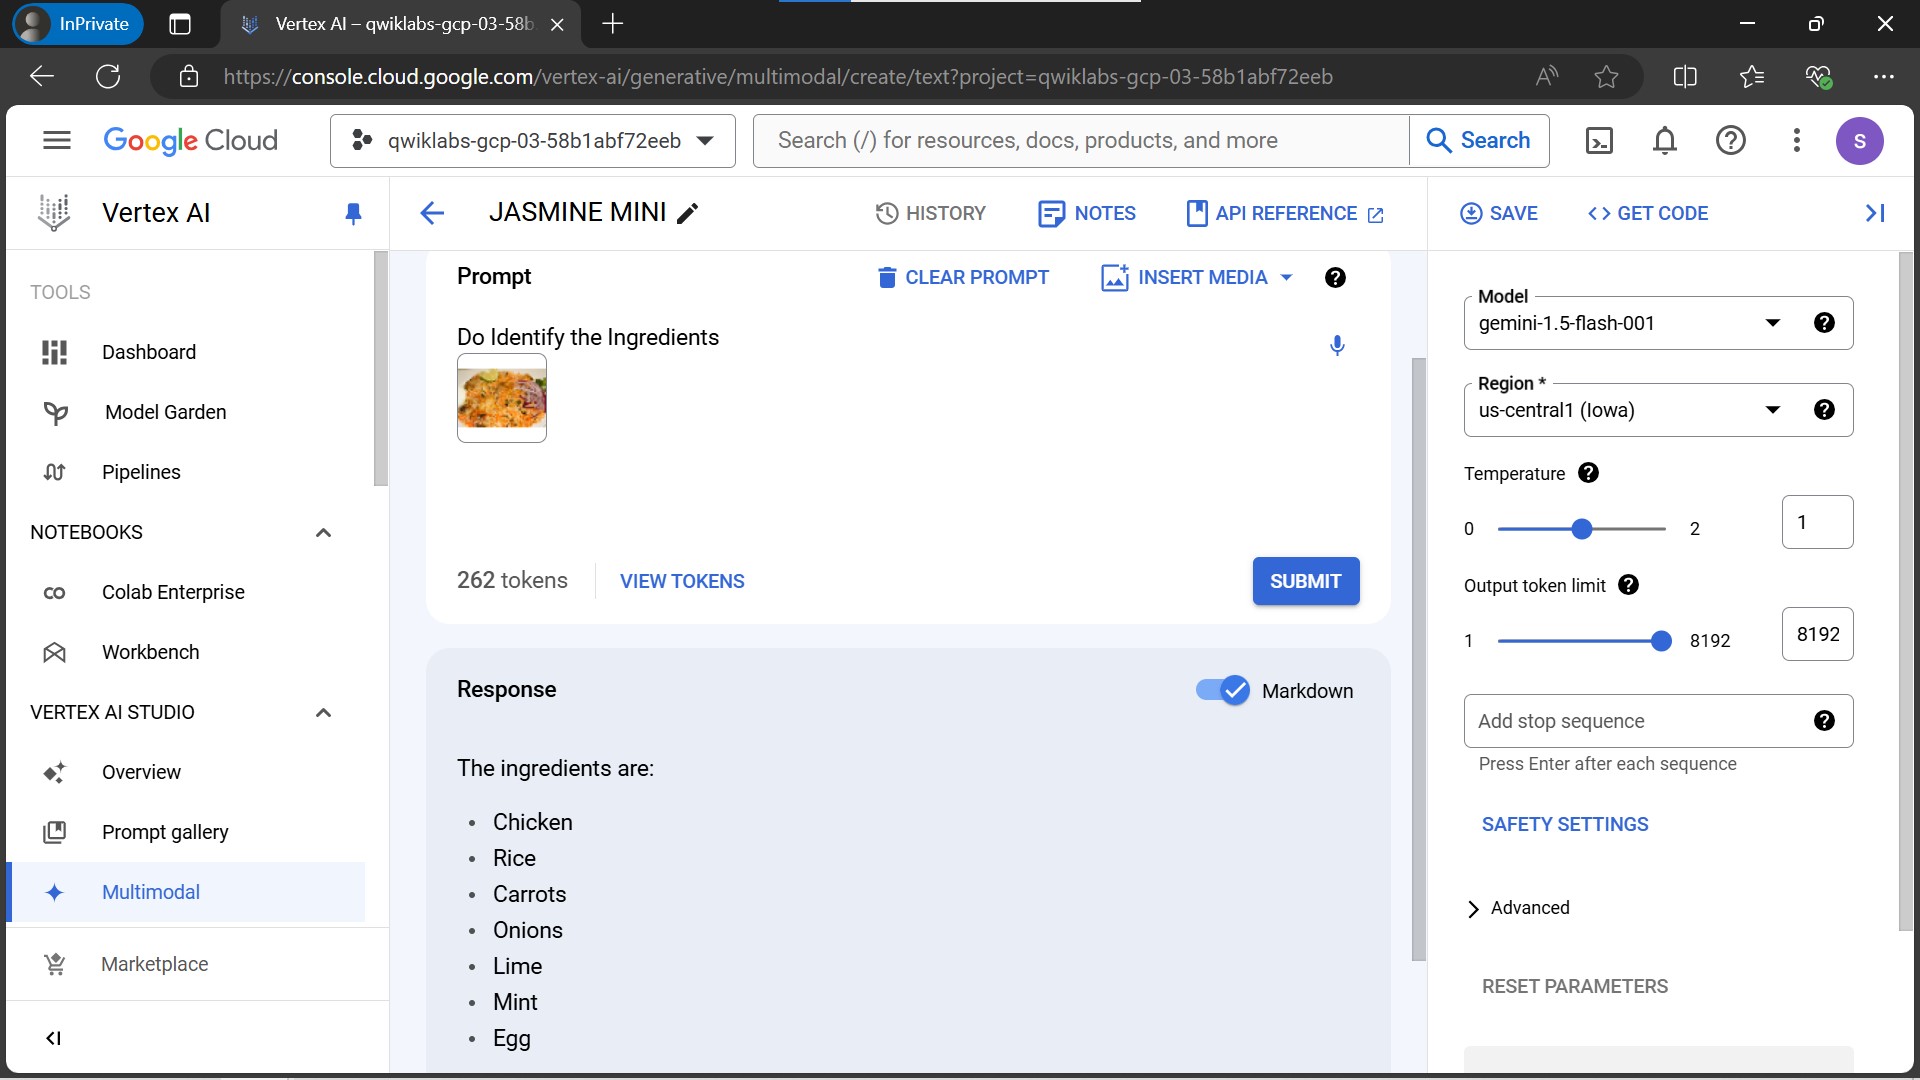 InPrivate
Vertex AI – qwiklabs-gcp-03-58b
https://console.cloud.google.com/vertex-ai/generative/multimodal/create/text?project=qwiklabs-gcp-03-58b1abf72eeb
Google Cloud
qwiklabs-gcp-03-58b1abf72eeb
Search (/) for resources, docs, products, and more
Search
S
Vertex AI
JASMINE MINI
HISTORY
NOTES
API REFERENCE
SAVE
<> GET CODE
TOOLS
Dashboard
Model Garden
Pipelines
NOTEBOOKS
Colab Enterprise
Workbench
VERTEX AI STUDIO
Overview
Prompt gallery
Multimodal
Marketplace
Prompt
CLEAR PROMPT
INSERT MEDIA
Do Identify the Ingredients
262 tokens
VIEW TOKENS
SUBMIT
Response
Markdown
The ingredients are:
• Chicken
• Rice
• Carrots
• Onions
• Lime
• Mint
• Egg
Model
gemini-1.5-flash-001
Region *
us-central1 (Iowa)
Temperature
0
2
1
Output token limit
1
8192
8192
Add stop sequence
Press Enter after each sequence
SAFETY SETTINGS
Advanced
RESET PARAMETERS